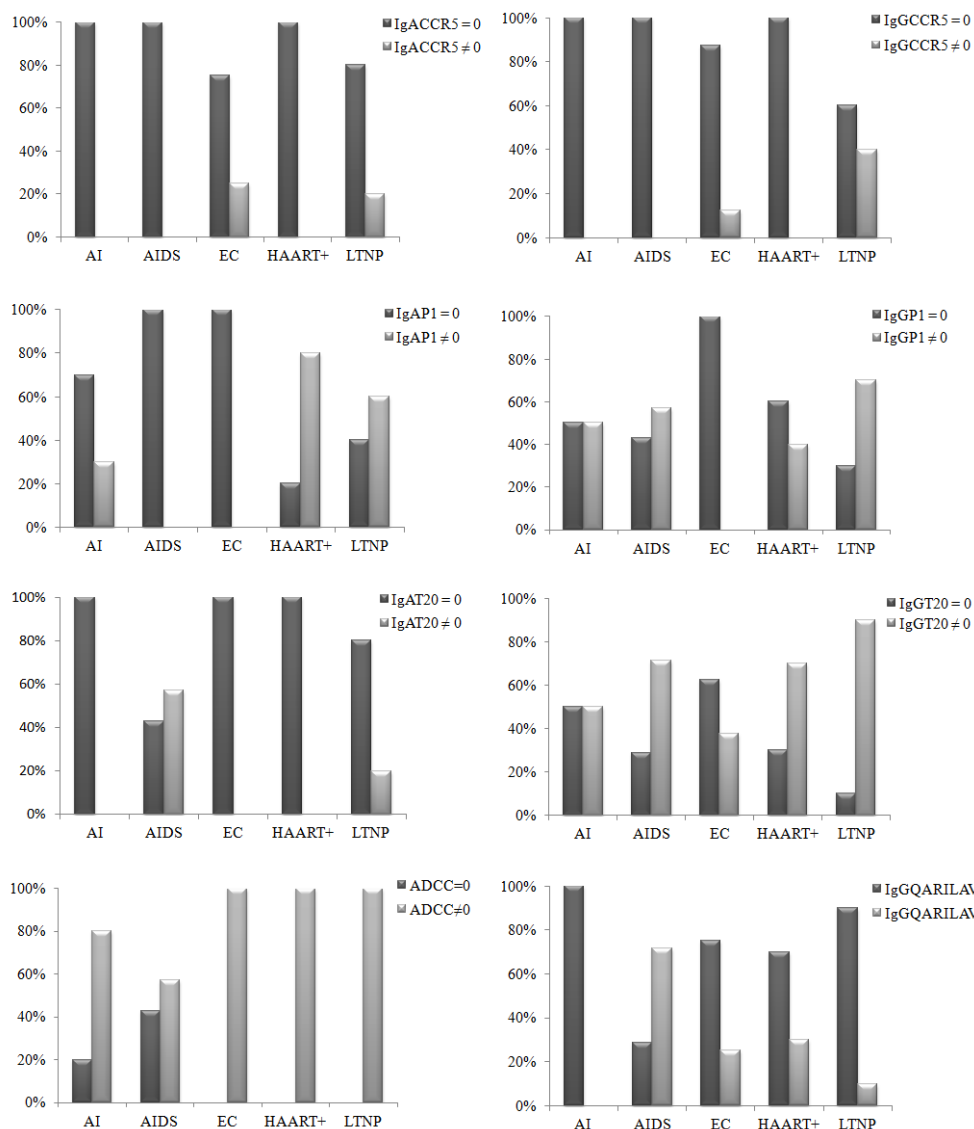 100%
80%
60%
40%
20%
0%
IgACCR5 = 0
IgACCR5 ≠ 0
AI AIDS EC HAART+ LTNP
100%
80%
60%
40%
20%
0%
IgGCCR5 = 0
IgGCCR5 ≠ 0
AI AIDS EC HAART+ LTNP
100%
80%
60%
40%
20%
0%
IgAP1 = 0
IgAP1 ≠ 0
AI AIDS EC HAART+ LTNP
100%
80%
60%
40%
20%
0%
IgGP1 = 0
IgGP1 ≠ 0
AI AIDS EC HAART+ LTNP
100%
80%
60%
40%
20%
0%
IgAT20 = 0
IgAT20 ≠ 0
AI AIDS EC HAART+ LTNP
100%
80%
60%
40%
20%
0%
IgGT20 = 0
IgGT20 ≠ 0
AI AIDS EC HAART+ LTNP
100%
80%
60%
40%
20%
0%
ADCC=0
ADCC≠0
AI AIDS EC HAART+ LTNP
100%
80%
60%
40%
20%
0%
IgGQARILAV
IgGQARILAV
AI AIDS EC HAART+ LTNP